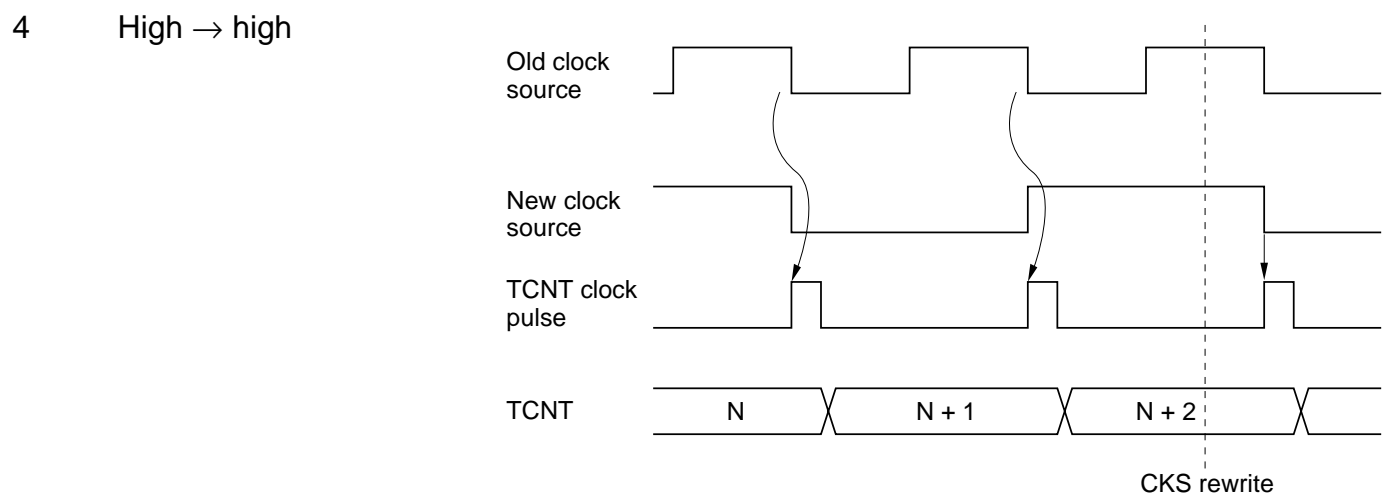 4 High → high
Old clock
source
New clock
source
TCNT clock
pulse
TCNT
N
N + 1
N + 2
CKS rewrite